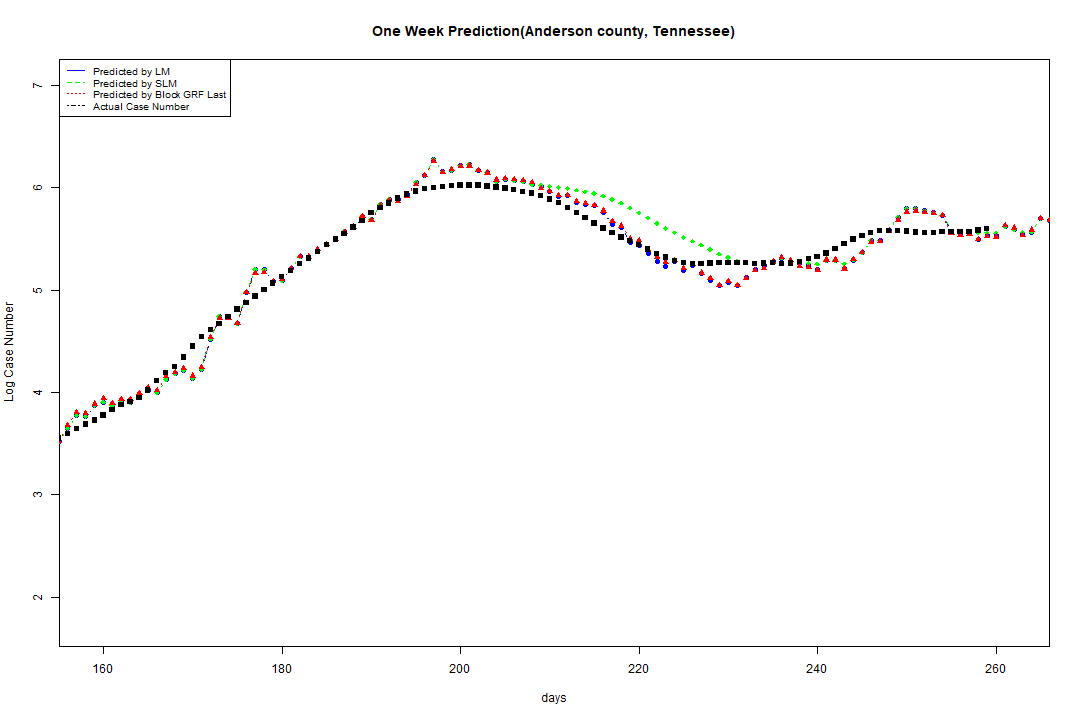 One Week Prediction(Anderson county, Tennessee)
Predicted by LM
Predicted by SLM
Predicted by Block GRF Last
Actual Case Number
7
6
5
4
3
2
Log Case Number
160 180 200 220 240 260
days